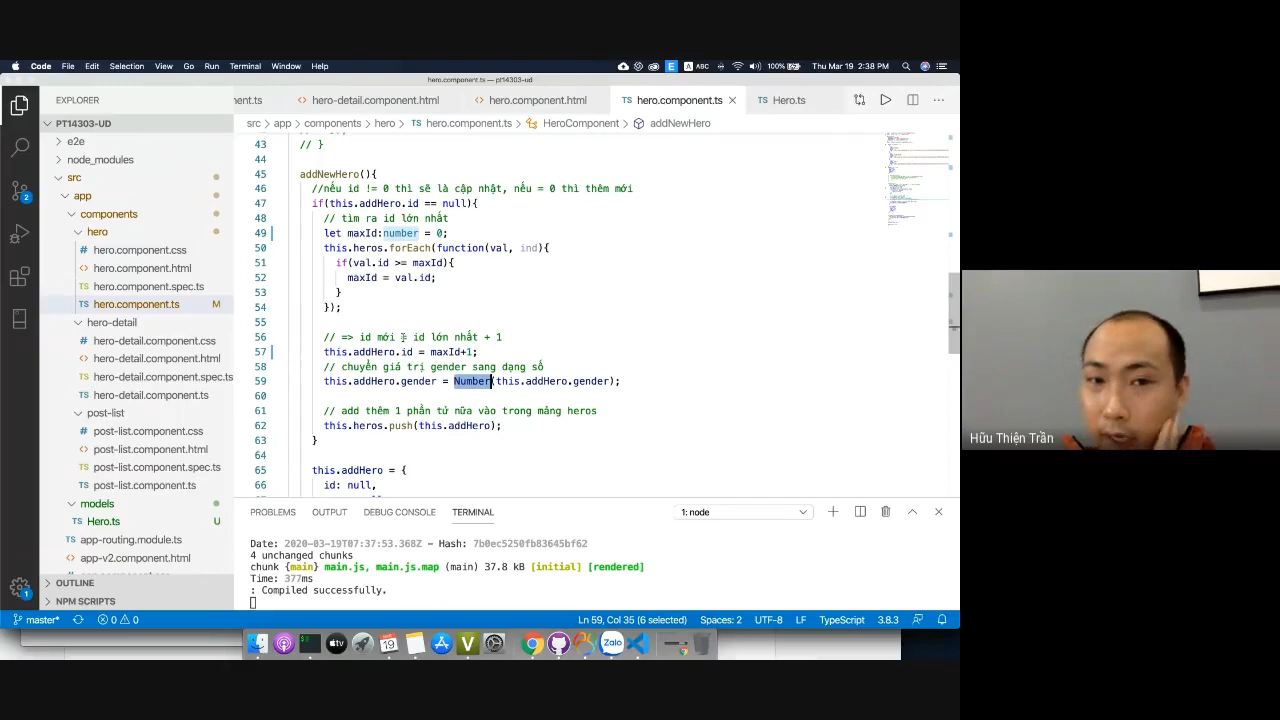 Code File Edit Selection View Go Run Terminal Window Help
ABC 100% Thu Mar 19 2:38 PM
hero.component.ts — pt14303-ud
EXPLORER
PT14303-UD
e2e
node_modules
src
app
components
hero
hero.component.css
hero.component.html
hero.component.spec.ts
TS hero.component.ts M
hero-detail
hero-detail.component.css
hero-detail.component.html
TS hero-detail.component.spec.ts
TS hero-detail.component.ts
post-list
post-list.component.css
post-list.component.html
TS post-list.component.spec.ts
TS post-list.component.ts
models
TS Hero.ts U
TS app-routing.module.ts
app-v2.component.html
OUTLINE
NPM SCRIPTS
nent.ts hero-detail.component.html hero.component.html TS hero.component.ts TS Hero.ts
src > app > components > hero > TS hero.component.ts > HeroComponent > addNewHero
43 // }
44
45 addNewHero(){
46 //nếu id != 0 thì sẽ là cập nhật, nếu = 0 thì thêm mới
47 if(this.addHero.id == null){
48 // tìm ra id lớn nhất
49 let maxId:number = 0;
50 this.heros.forEach(function(val, ind){
51 if(val.id >= maxId){
52 maxId = val.id;
53 }
54 });
55
56 // => id mới = id lớn nhất + 1
57 this.addHero.id = maxId+1;
58 // chuyển giá trị gender sang dạng số
59 this.addHero.gender = Number(this.addHero.gender);
60
61 // add thêm 1 phần tử nữa vào trong mảng heros
62 this.heros.push(this.addHero);
63 }
64
65 this.addHero = {
66 id: null,
PROBLEMS OUTPUT DEBUG CONSOLE TERMINAL 1: node
Date: 2020-03-19T07:37:53.368Z - Hash: 7b0ec5250fb83645bf62
4 unchanged chunks
chunk {main} main.js, main.js.map (main) 37.8 kB [initial] [rendered]
Time: 377ms
: Compiled successfully.
master* 0 0 Ln 59, Col 35 (6 selected) Spaces: 2 UTF-8 LF TypeScript 3.8.3
Hữu Thiện Trần